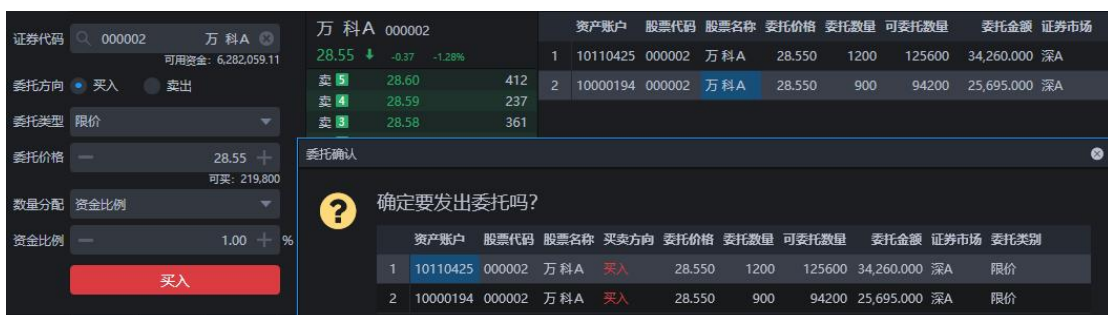 证券代码 000002 万 科A
可用资金: 6,282,059.11
委托方向 买入 卖出
委托类型 限价
委托价格 28.55
可买: 219,800
数量分配 资金比例
资金比例 1.00 %
买入
万 科A 000002
28.55 -0.37 -1.28%
卖 5 28.60 412
卖 4 28.59 237
卖 3 28.58 361
资产账户 股票代码 股票名称 委托价格 委托数量 可委托数量 委托金额 证券市场
1 10110425 000002 万 科A 28.550 1200 125600 34,260.000 深A
2 10000194 000002 万 科A 28.550 900 94200 25,695.000 深A
委托确认
确定要发出委托吗?
资产账户 股票代码 股票名称 买卖方向 委托价格 委托数量 可委托数量 委托金额 证券市场 委托类别
1 10110425 000002 万 科A 买入 28.550 1200 125600 34,260.000 深A 限价
2 10000194 000002 万 科A 买入 28.550 900 94200 25,695.000 深A 限价